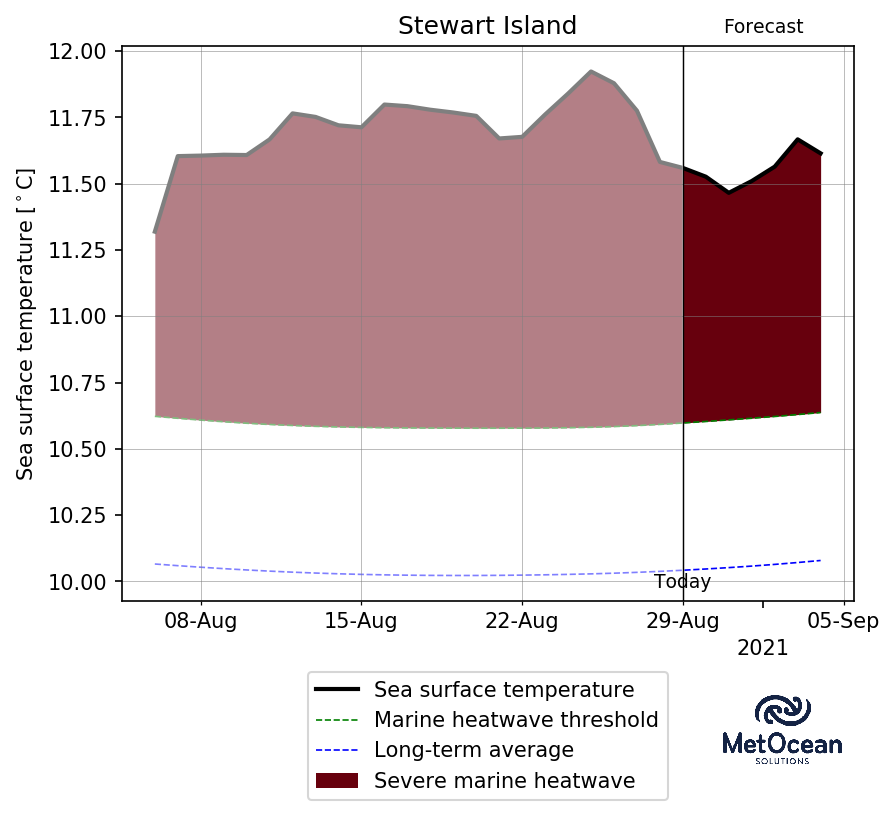 Stewart Island
Forecast
Sea surface temperature [°C]
12.00
11.75
11.50
11.25
11.00
10.75
10.50
10.25
10.00
Today
08-Aug
15-Aug
22-Aug
29-Aug
05-Sep
2021
Sea surface temperature
Marine heatwave threshold
Long-term average
Severe marine heatwave
MetOcean
SOLUTIONS